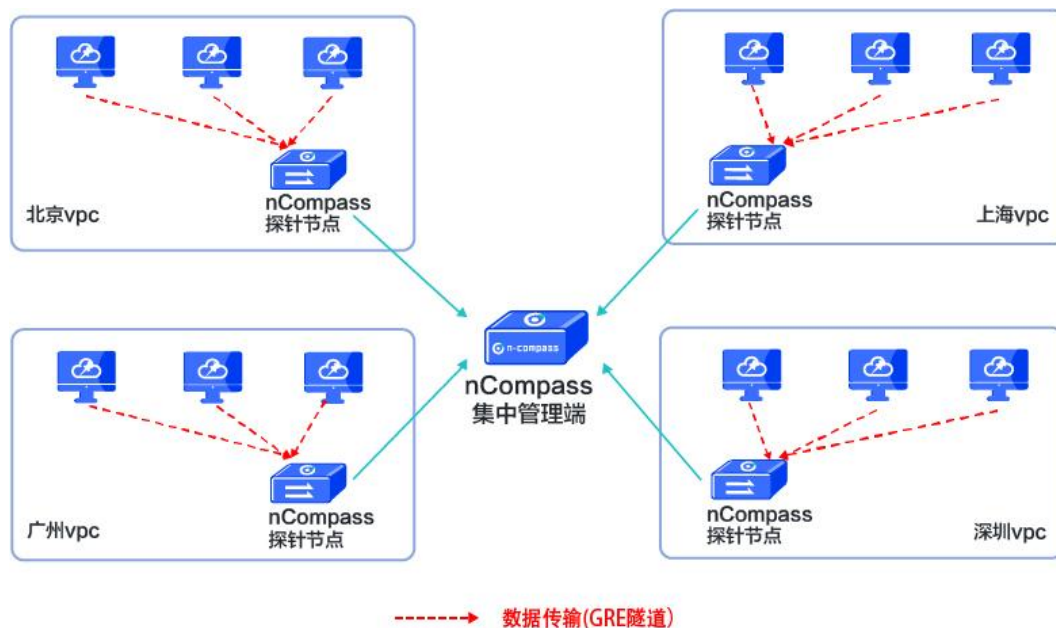 nCompass
探针节点
北京vpc
nCompass
探针节点
上海vpc
n-compass
nCompass
集中管理端
nCompass
探针节点
广州vpc
nCompass
探针节点
深圳vpc
数据传输(GRE隧道)